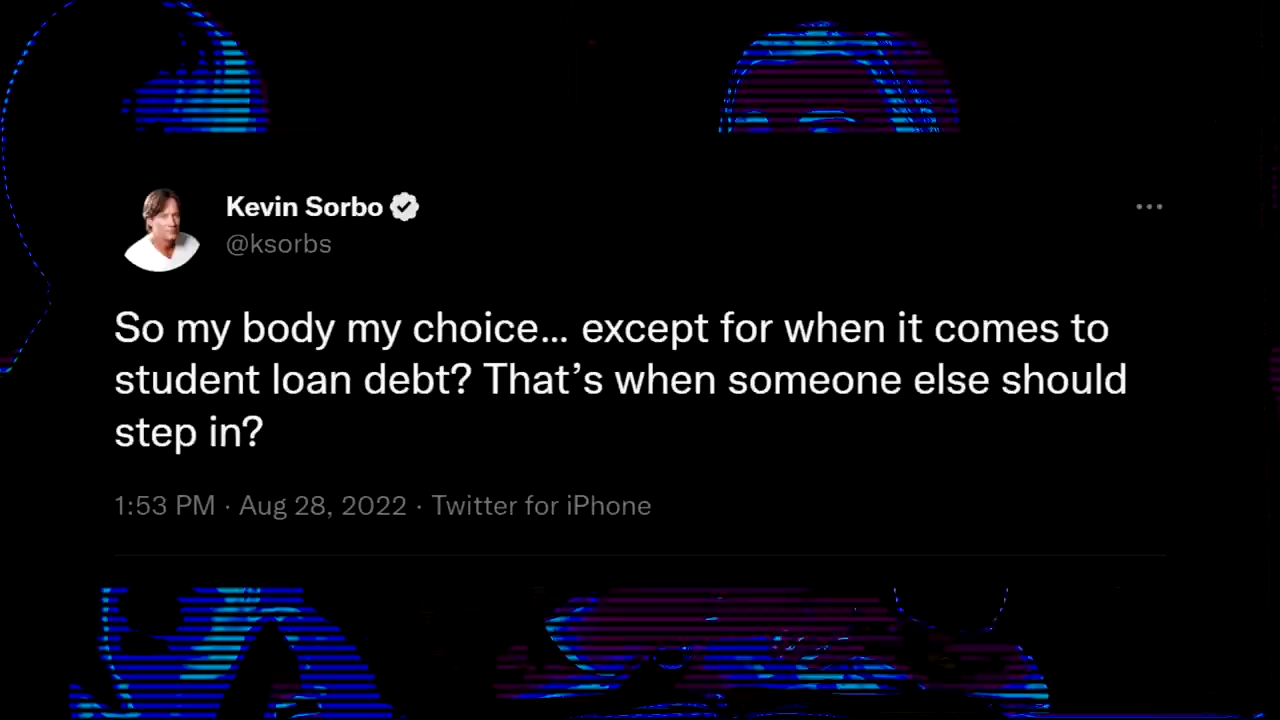 Kevin Sorbo
@ksorbs
So my body my choice... except for when it comes to
student loan debt? That’s when someone else should
step in?
1:53 PM · Aug 28, 2022 · Twitter for iPhone